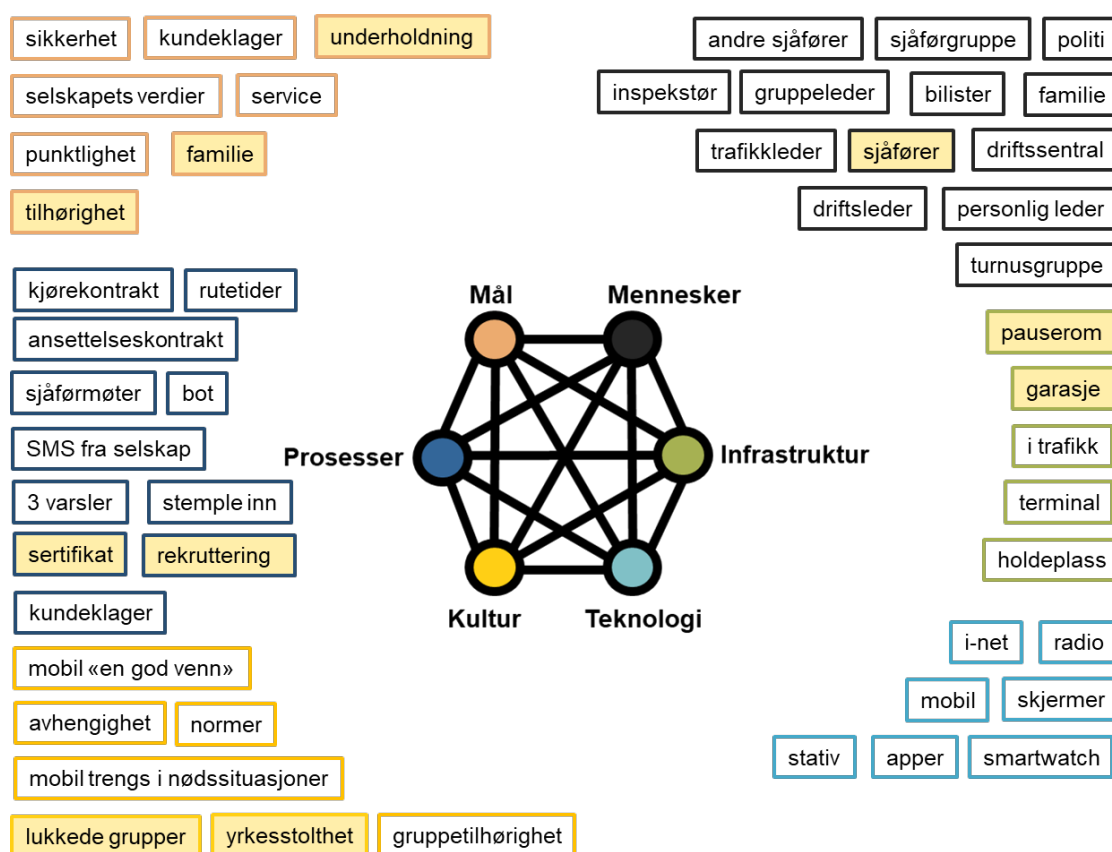 sikkerhet kundeklager underholdning
selskapets verdier service
punktlighet familie
tilhørighet
andre sjåfører sjåførgruppe politi
inspekstør gruppeleder bilister familie
trafikkleder sjåfører driftssentral
driftsleder personlig leder
turnusgruppe
kjørekontrakt rutetider
ansettelseskontrakt
sjåførmøter bot
SMS fra selskap
3 varsler stemple inn
sertifikat rekruttering
kundeklager
Mål Mennesker
Prosesser Infrastruktur
Kultur Teknologi
pauserom
garasje
i trafikk
terminal
holdeplass
mobil «en god venn»
avhengighet normer
mobil trengs i nødssituasjoner
lukkede grupper yrkesstolthet gruppetilhørighet
i-net radio
mobil skjermer
stativ apper smartwatch